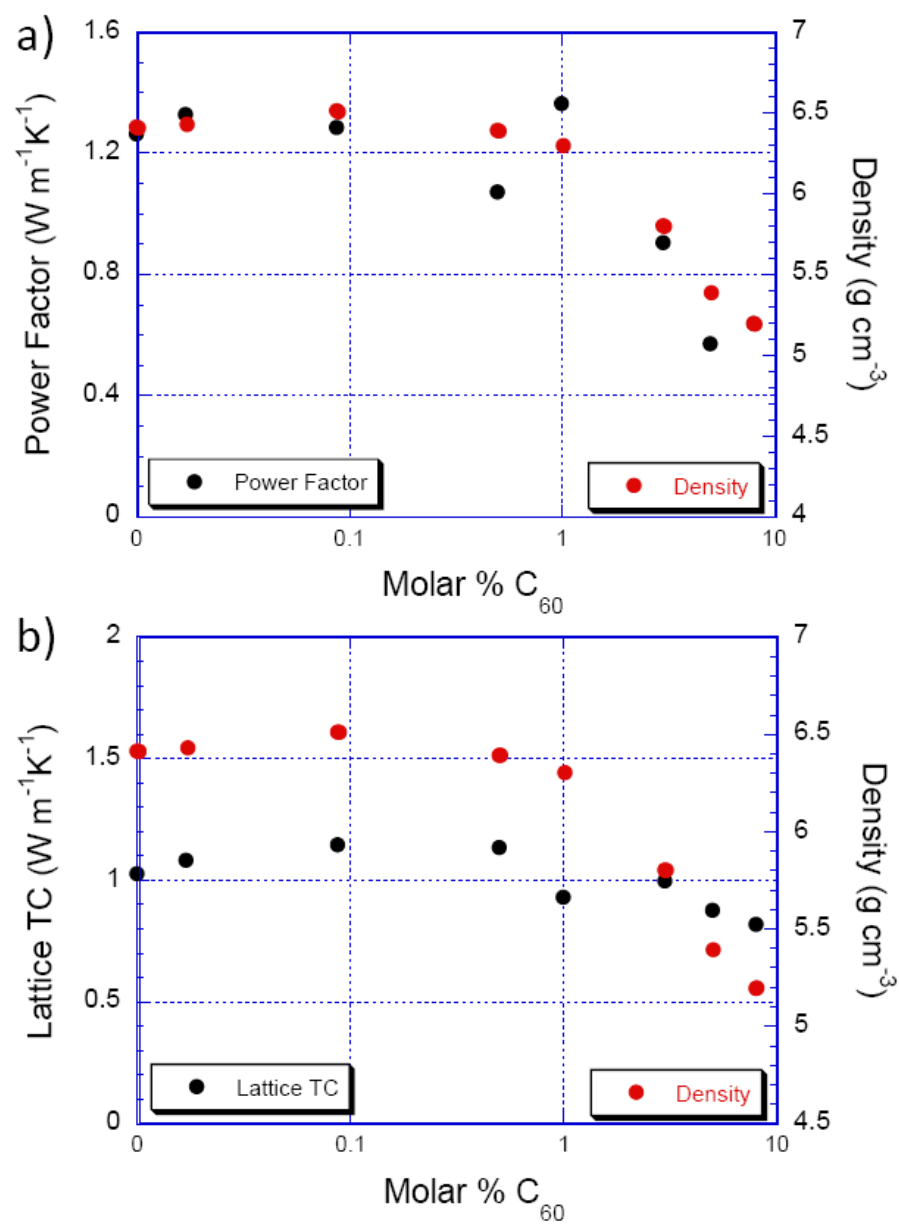 a)
Power Factor (W m⁻¹K⁻¹)
1.6
1.2
0.8
0.4
0
7
6.5
6
5.5
5
4.5
4
Density (g cm⁻³)
Power Factor
Density
0
0.1
1
10
Molar % C₆₀
b)
Lattice TC (W m⁻¹K⁻¹)
2
1.5
1
0.5
0
7
6.5
6
5.5
5
4.5
Density (g cm⁻³)
Lattice TC
Density
0
0.1
1
10
Molar % C₆₀